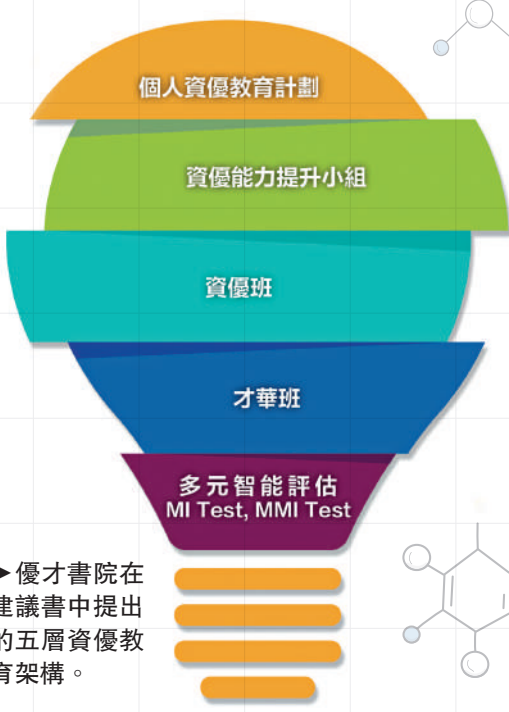 個人資優教育計劃
資優能力提升小組
資優班
才華班
多元智能評估
MI Test, MMI Test
►優才書院在
建議書中提出
的五層資優教
育架構。